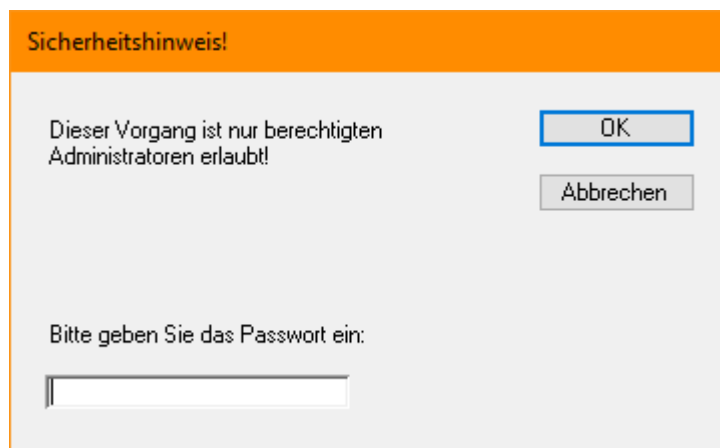 Sicherheitshinweis!
Dieser Vorgang ist nur berechtigten
Administratoren erlaubt!
OK
Abbrechen
Bitte geben Sie das Passwort ein: